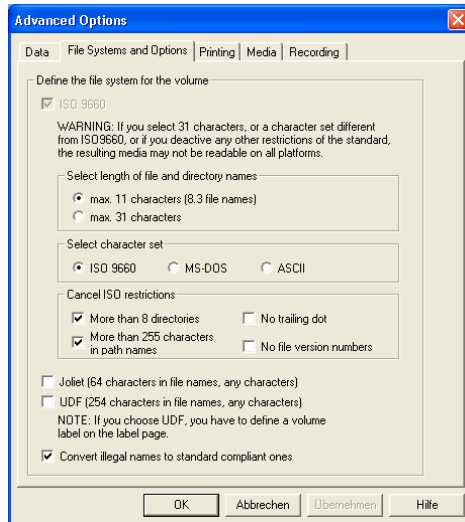 Advanced Options
Data File Systems and Options Printing Media Recording
Define the file system for the volume
ISO 9660
WARNING: If you select 31 characters, or a character set different
from ISO9660, or if you deactive any other restrictions of the standard,
the resulting media may not be readable on all platforms.
Select length of file and directory names
max. 11 characters (8.3 file names)
max. 31 characters
Select character set
ISO 9660 MS-DOS ASCII
Cancel ISO restrictions
More than 8 directories No trailing dot
More than 255 characters
in path names No file version numbers
Joliet (64 characters in file names, any characters)
UDF (254 characters in file names, any characters)
NOTE: If you choose UDF, you have to define a volume
label on the label page.
Convert illegal names to standard compliant ones
OK Abbrechen Übernehmen Hilfe